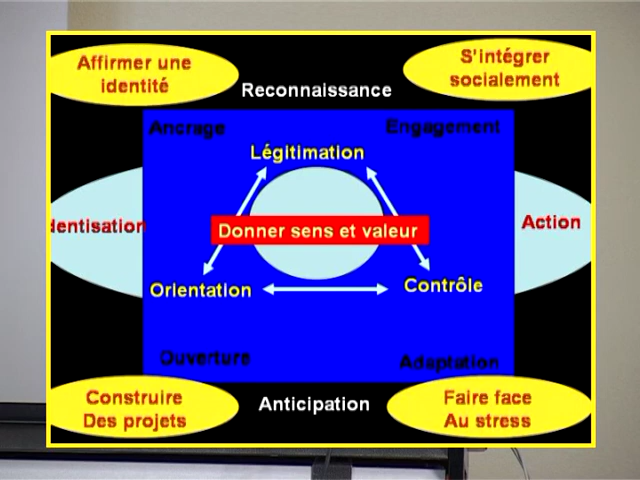 Affirmer une
identité
S'intégrer
socialement
Reconnaissance
Ancrage
Engagement
Légitimation
dentisation
Donner sens et valeur
Action
Orientation
Contrôle
Ouverture
Adaptation
Construire
Des projets
Anticipation
Faire face
Au stress